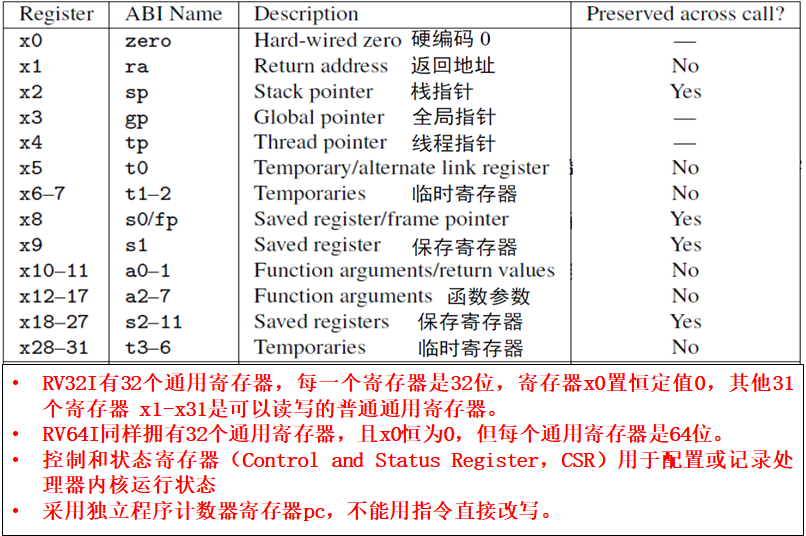 Register ABI Name Description Preserved across call?
x0 zero Hard-wired zero 硬编码 0 —
x1 ra Return address 返回地址 No
x2 sp Stack pointer 栈指针 Yes
x3 gp Global pointer 全局指针 —
x4 tp Thread pointer 线程指针 —
x5 t0 Temporary/alternate link register No
x6–7 t1–2 Temporaries 临时寄存器 No
x8 s0/fp Saved register/frame pointer Yes
x9 s1 Saved register 保存寄存器 Yes
x10–11 a0–1 Function arguments/return values No
x12–17 a2–7 Function arguments 函数参数 No
x18–27 s2–11 Saved registers 保存寄存器 Yes
x28–31 t3–6 Temporaries 临时寄存器 No
• RV32I有32个通用寄存器，每一个寄存器是32位，寄存器x0置恒定值0，其他31
个寄存器 x1-x31是可以读写的普通通用寄存器。
• RV64I同样拥有32个通用寄存器，且x0恒为0，但每个通用寄存器是64位。
• 控制和状态寄存器（Control and Status Register，CSR）用于配置或记录处
理器内核运行状态
• 采用独立程序计数器寄存器pc，不能用指令直接改写。